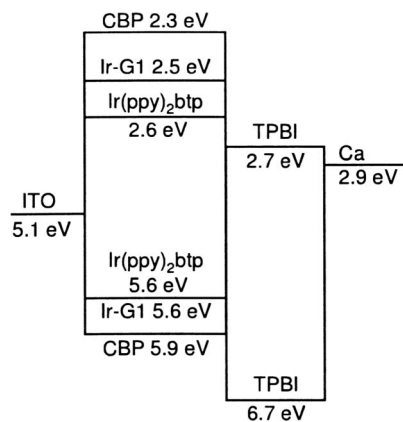 CBP 2.3 eV
Ir-G1 2.5 eV
Ir(ppy)₂btp
2.6 eV
TPBI
2.7 eV
Ca
2.9 eV
ITO
5.1 eV
Ir(ppy)₂btp
5.6 eV
Ir-G1 5.6 eV
CBP 5.9 eV
TPBI
6.7 eV